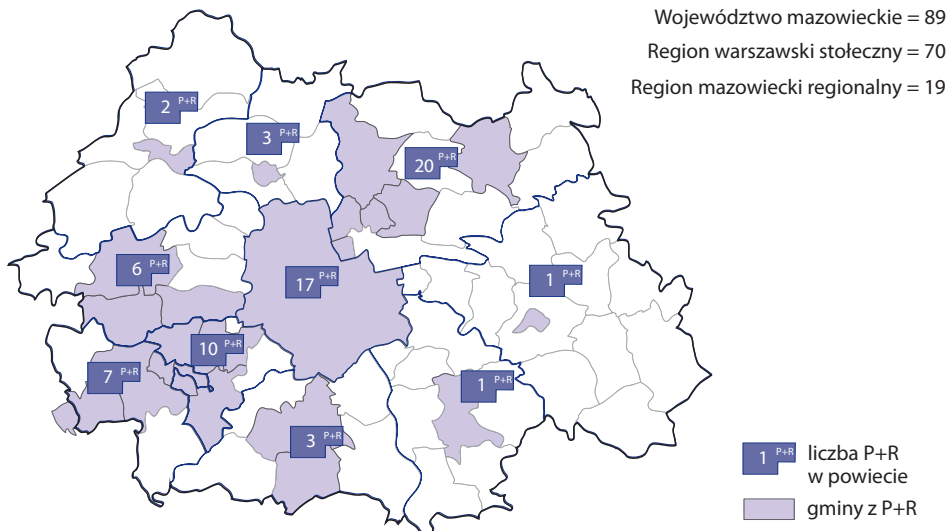 Województwo mazowieckie = 89
Region warszawski stołeczny = 70
Region mazowiecki regionalny = 19
2 P+R
3 P+R
20 P+R
6 P+R
17 P+R
1 P+R
10 P+R
7 P+R
1 P+R
3 P+R
1 P+R liczba P+R
w powiecie
gminy z P+R